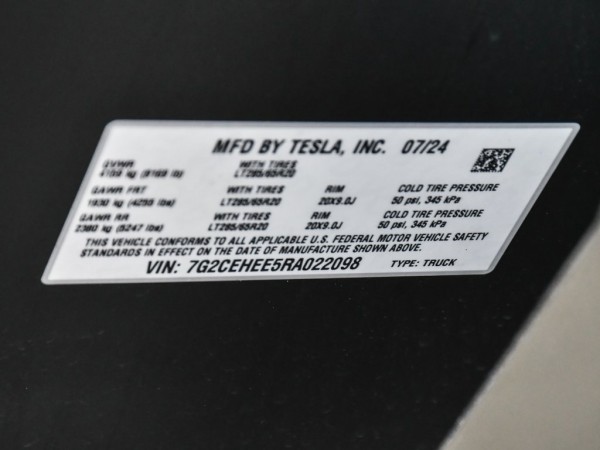 MFD BY TESLA, INC. 07/24
GVWR WITH TIRES
4159 kg (9169 lb) LT285/65R20
GAWR FRT WITH TIRES RIM COLD TIRE PRESSURE
1930 kg (4255 lbs) LT285/65R20 20X9.0J 50 psi, 345 kPa
GAWR RR WITH TIRES RIM COLD TIRE PRESSURE
2380 kg (5247 lbs) LT285/65R20 20X9.0J 50 psi, 345 kPa
THIS VEHICLE CONFORMS TO ALL APPLICABLE U.S. FEDERAL MOTOR VEHICLE SAFETY
STANDARDS IN EFFECT ON THE DATE OF MANUFACTURE SHOWN ABOVE.
VIN: 7G2CEHEE5RA022098 TYPE: TRUCK